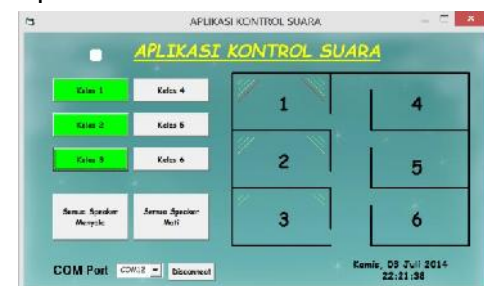 APLIKASI KONTROL SUARA
APLIKASI KONTROL SUARA
Kelas 1
Kelas 4
Kelas 2
Kelas 5
Kelas 3
Kelas 6
Semua Speaker
Menyala
Semua Speaker
Mati
1
4
2
5
3
6
COM Port
COM12
Disconnect
Kamis, 03 Juli 2014
22:21:38